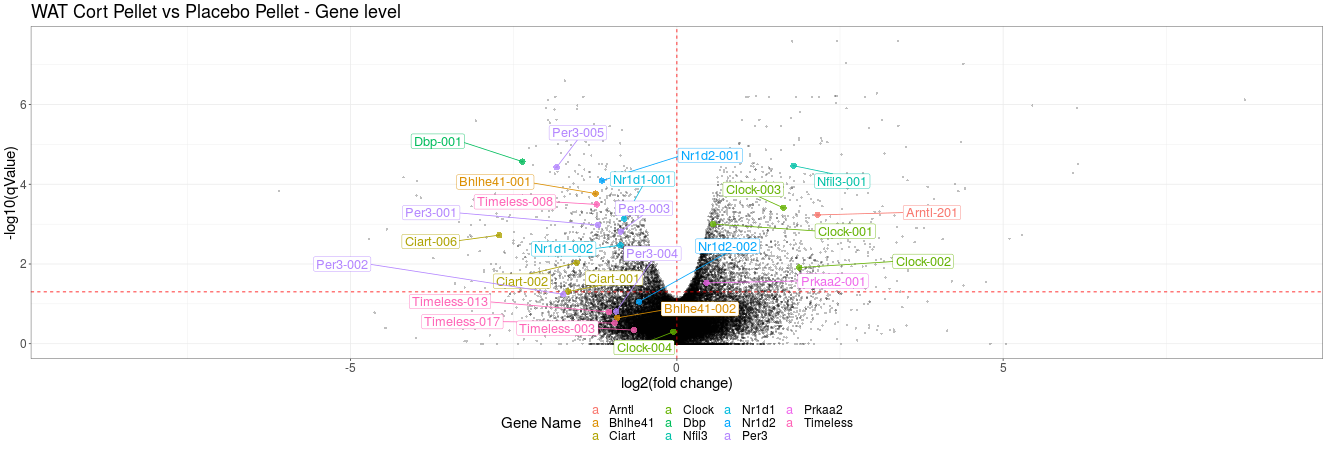 WAT Cort Pellet vs Placebo Pellet - Gene level
-log10(qValue)
6
4
2
0
Per3-005
Dbp-001
Nr1d2-001
Nr1d1-001
Nfil3-001
Bhlhe41-001
Clock-003
Timeless-008
Per3-003
Per3-001
Arntl-201
Clock-001
Ciart-006
Nr1d1-002
Nr1d2-002
Per3-004
Per3-002
Clock-002
Ciart-002
Ciart-001
Prkaa2-001
Timeless-013
Bhlhe41-002
Timeless-017
Timeless-003
Clock-004
-5 0 5
log2(fold change)
Gene Name
a Arntl a Clock a Nr1d1 a Prkaa2
a Bhlhe41 a Dbp a Nr1d2 a Timeless
a Ciart a Nfil3 a Per3